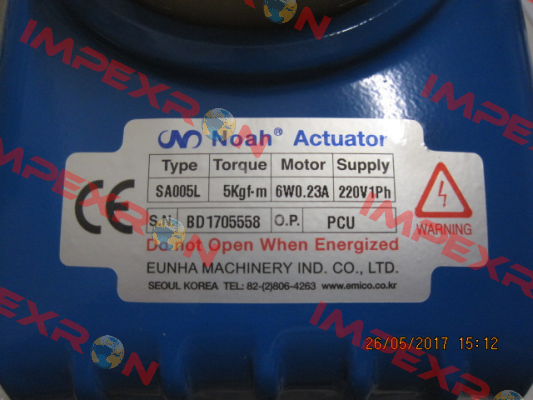 IMPEXRON
Noah® Actuator
Type Torque Motor Supply
SA005L 5Kgf-m 6W0.23A 220V1Ph
S.N. BD1705558 O.P. PCU
WARNING
Do not Open When Energized
EUNHA MACHINERY IND. CO., LTD.
SEOUL KOREA TEL: 82-(2)806-4263 www.emico.co.kr
CE
26/05/2017 15:12